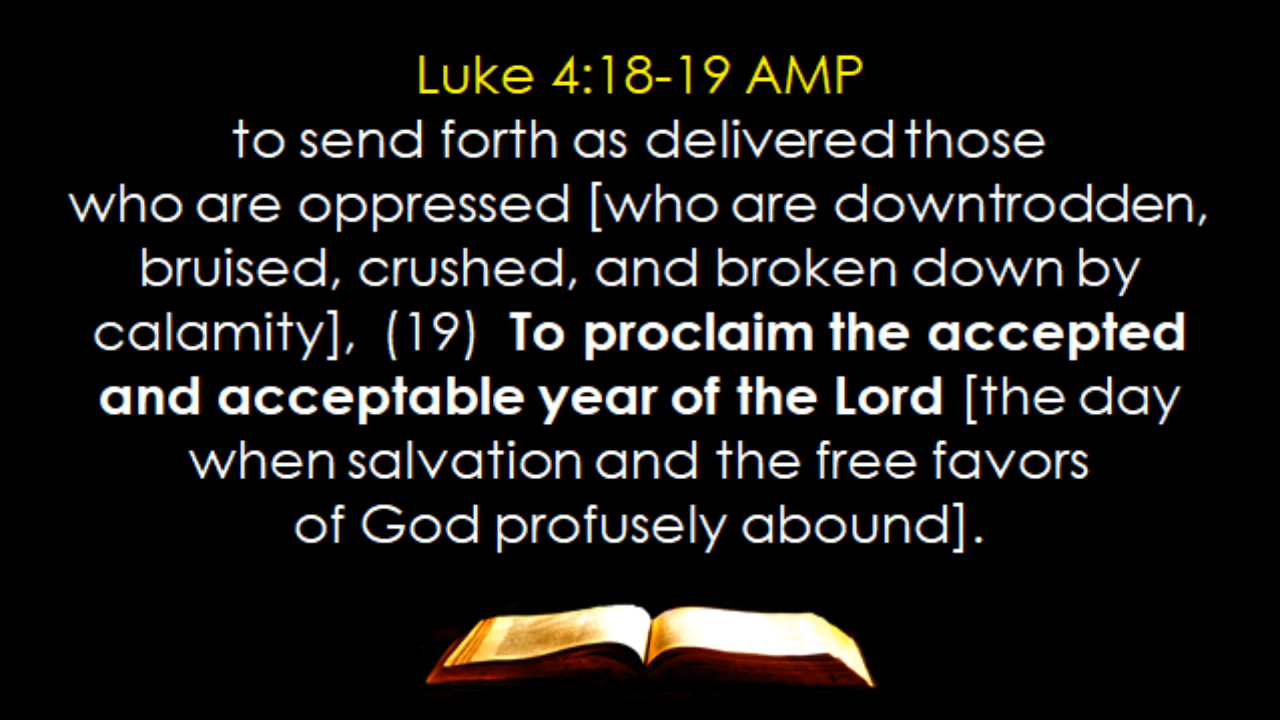 Luke 4:18-19 AMP
to send forth as delivered those
who are oppressed [who are downtrodden,
bruised, crushed, and broken down by
calamity], (19) To proclaim the accepted
and acceptable year of the Lord [the day
when salvation and the free favors
of God profusely abound].